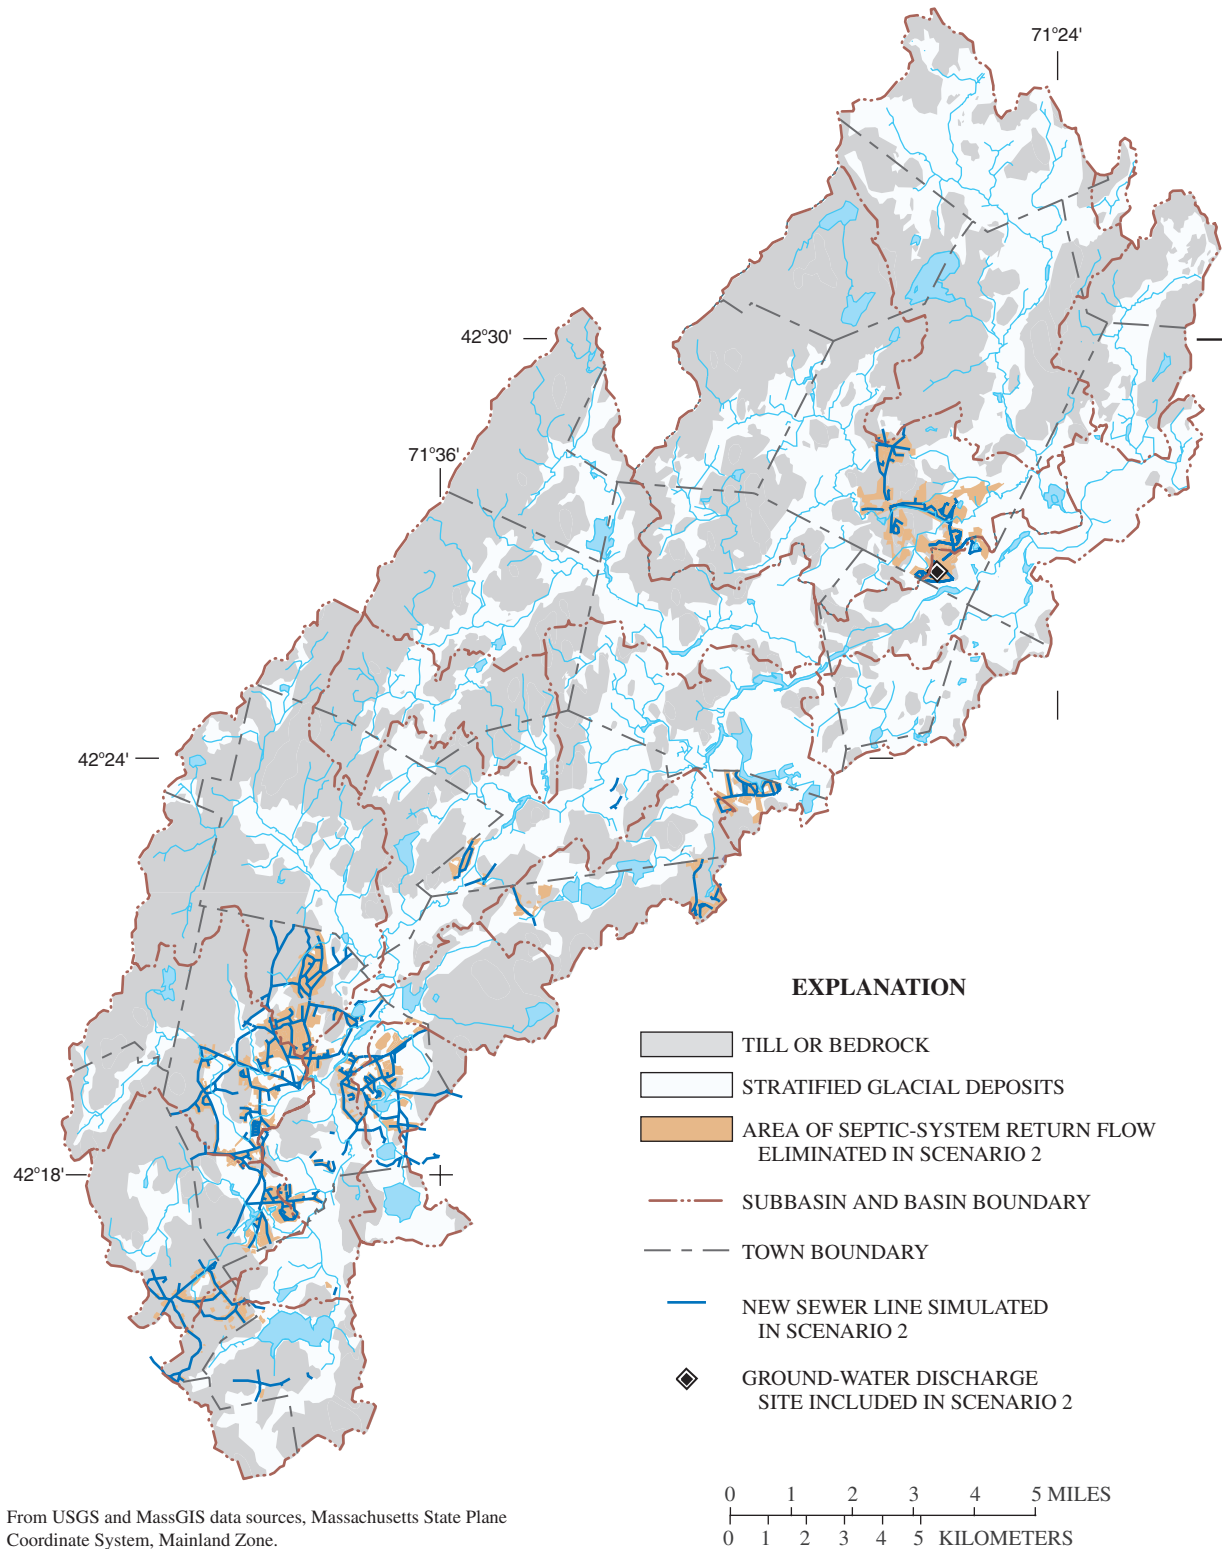 71°24'
42°30'
71°36'
42°24'
42°18'
EXPLANATION
TILL OR BEDROCK
STRATIFIED GLACIAL DEPOSITS
AREA OF SEPTIC-SYSTEM RETURN FLOW
ELIMINATED IN SCENARIO 2
SUBBASIN AND BASIN BOUNDARY
TOWN BOUNDARY
NEW SEWER LINE SIMULATED
IN SCENARIO 2
GROUND-WATER DISCHARGE
SITE INCLUDED IN SCENARIO 2
0 1 2 3 4 5 MILES
0 1 2 3 4 5 KILOMETERS
From USGS and MassGIS data sources, Massachusetts State Plane
Coordinate System, Mainland Zone.